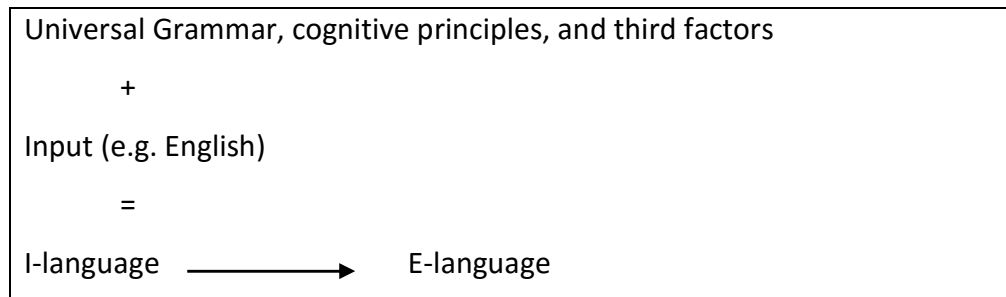 Universal Grammar, cognitive principles, and third factors
+
Input (e.g. English)
=
I-language E-language